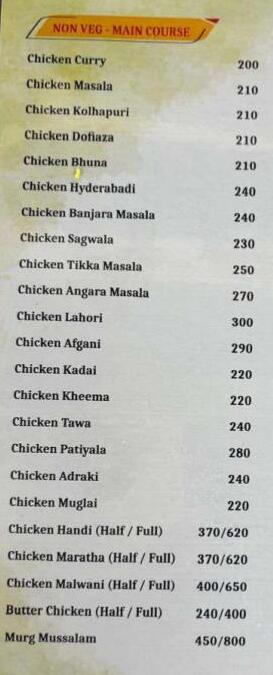 NON VEG - MAIN COURSE
Chicken Curry 200
Chicken Masala 210
Chicken Kolhapuri 210
Chicken Dofiaza 210
Chicken Bhuna 210
Chicken Hyderabadi 240
Chicken Banjara Masala 240
Chicken Sagwala 230
Chicken Tikka Masala 250
Chicken Angara Masala 270
Chicken Lahori 300
Chicken Afgani 290
Chicken Kadai 220
Chicken Kheema 220
Chicken Tawa 240
Chicken Patiyala 280
Chicken Adraki 240
Chicken Muglai 220
Chicken Handi (Half / Full) 370/620
Chicken Maratha (Half / Full) 370/620
Chicken Malwani (Half / Full) 400/650
Butter Chicken (Half / Full) 240/400
Murg Mussalam 450/800